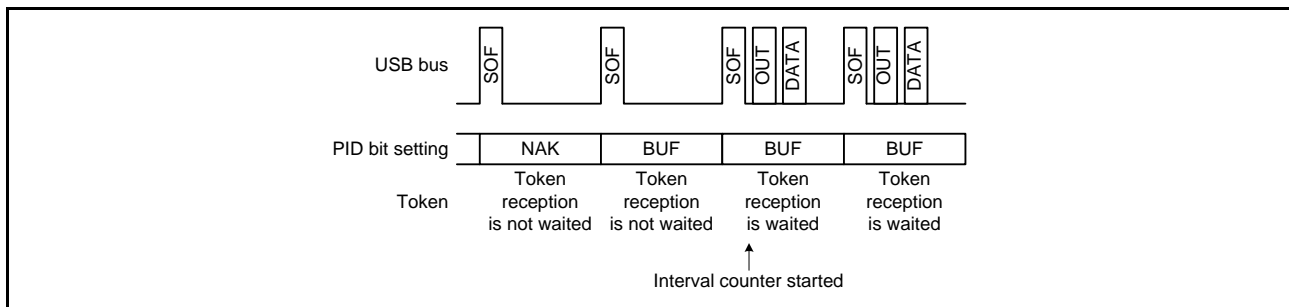 USB bus
SOF
SOF
SOF
OUT
DATA
SOF
OUT
DATA
PID bit setting
NAK
BUF
BUF
BUF
Token
Token
reception
is not waited
Token
reception
is not waited
Token
reception
is waited
Token
reception
is waited
Interval counter started